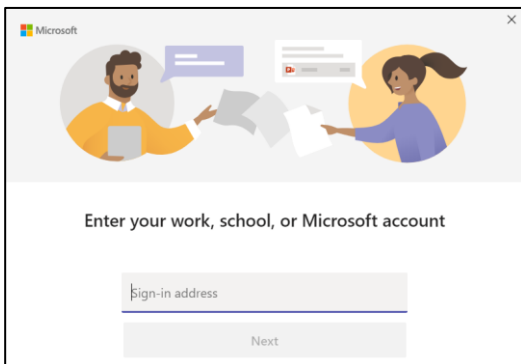 Microsoft
Enter your work, school, or Microsoft account
Sign-in address
Next